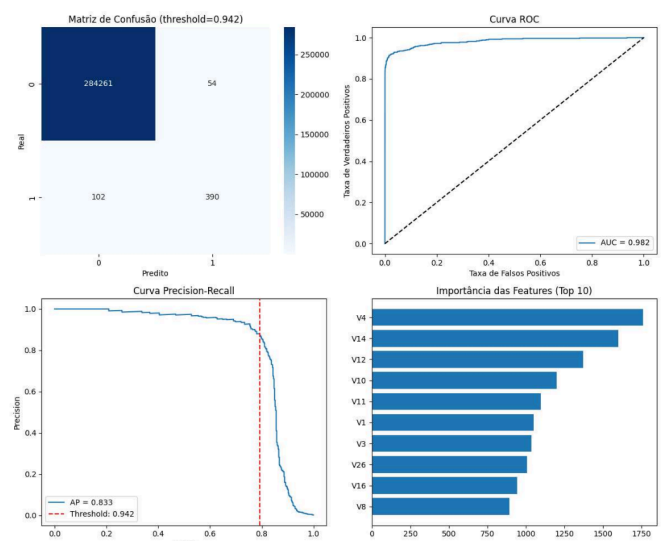 Matriz de Confusão (threshold=0.942)
0
284261
54
1
102
390
0
1
Real
Predito
250000
200000
150000
100000
50000
Curva ROC
1.0
0.8
0.6
0.4
0.2
0.0
Taxa de Verdadeiros Positivos
AUC = 0.982
0.0 0.2 0.4 0.6 0.8 1.0
Taxa de Falsos Positivos
Curva Precision-Recall
1.0
0.8
0.6
0.4
0.2
0.0
Precision
AP = 0.833
Threshold: 0.942
0.0 0.2 0.4 0.6 0.8 1.0
Importância das Features (Top 10)
V4
V14
V12
V10
V11
V1
V3
V26
V16
V8
0 250 500 750 1000 1250 1500 1750